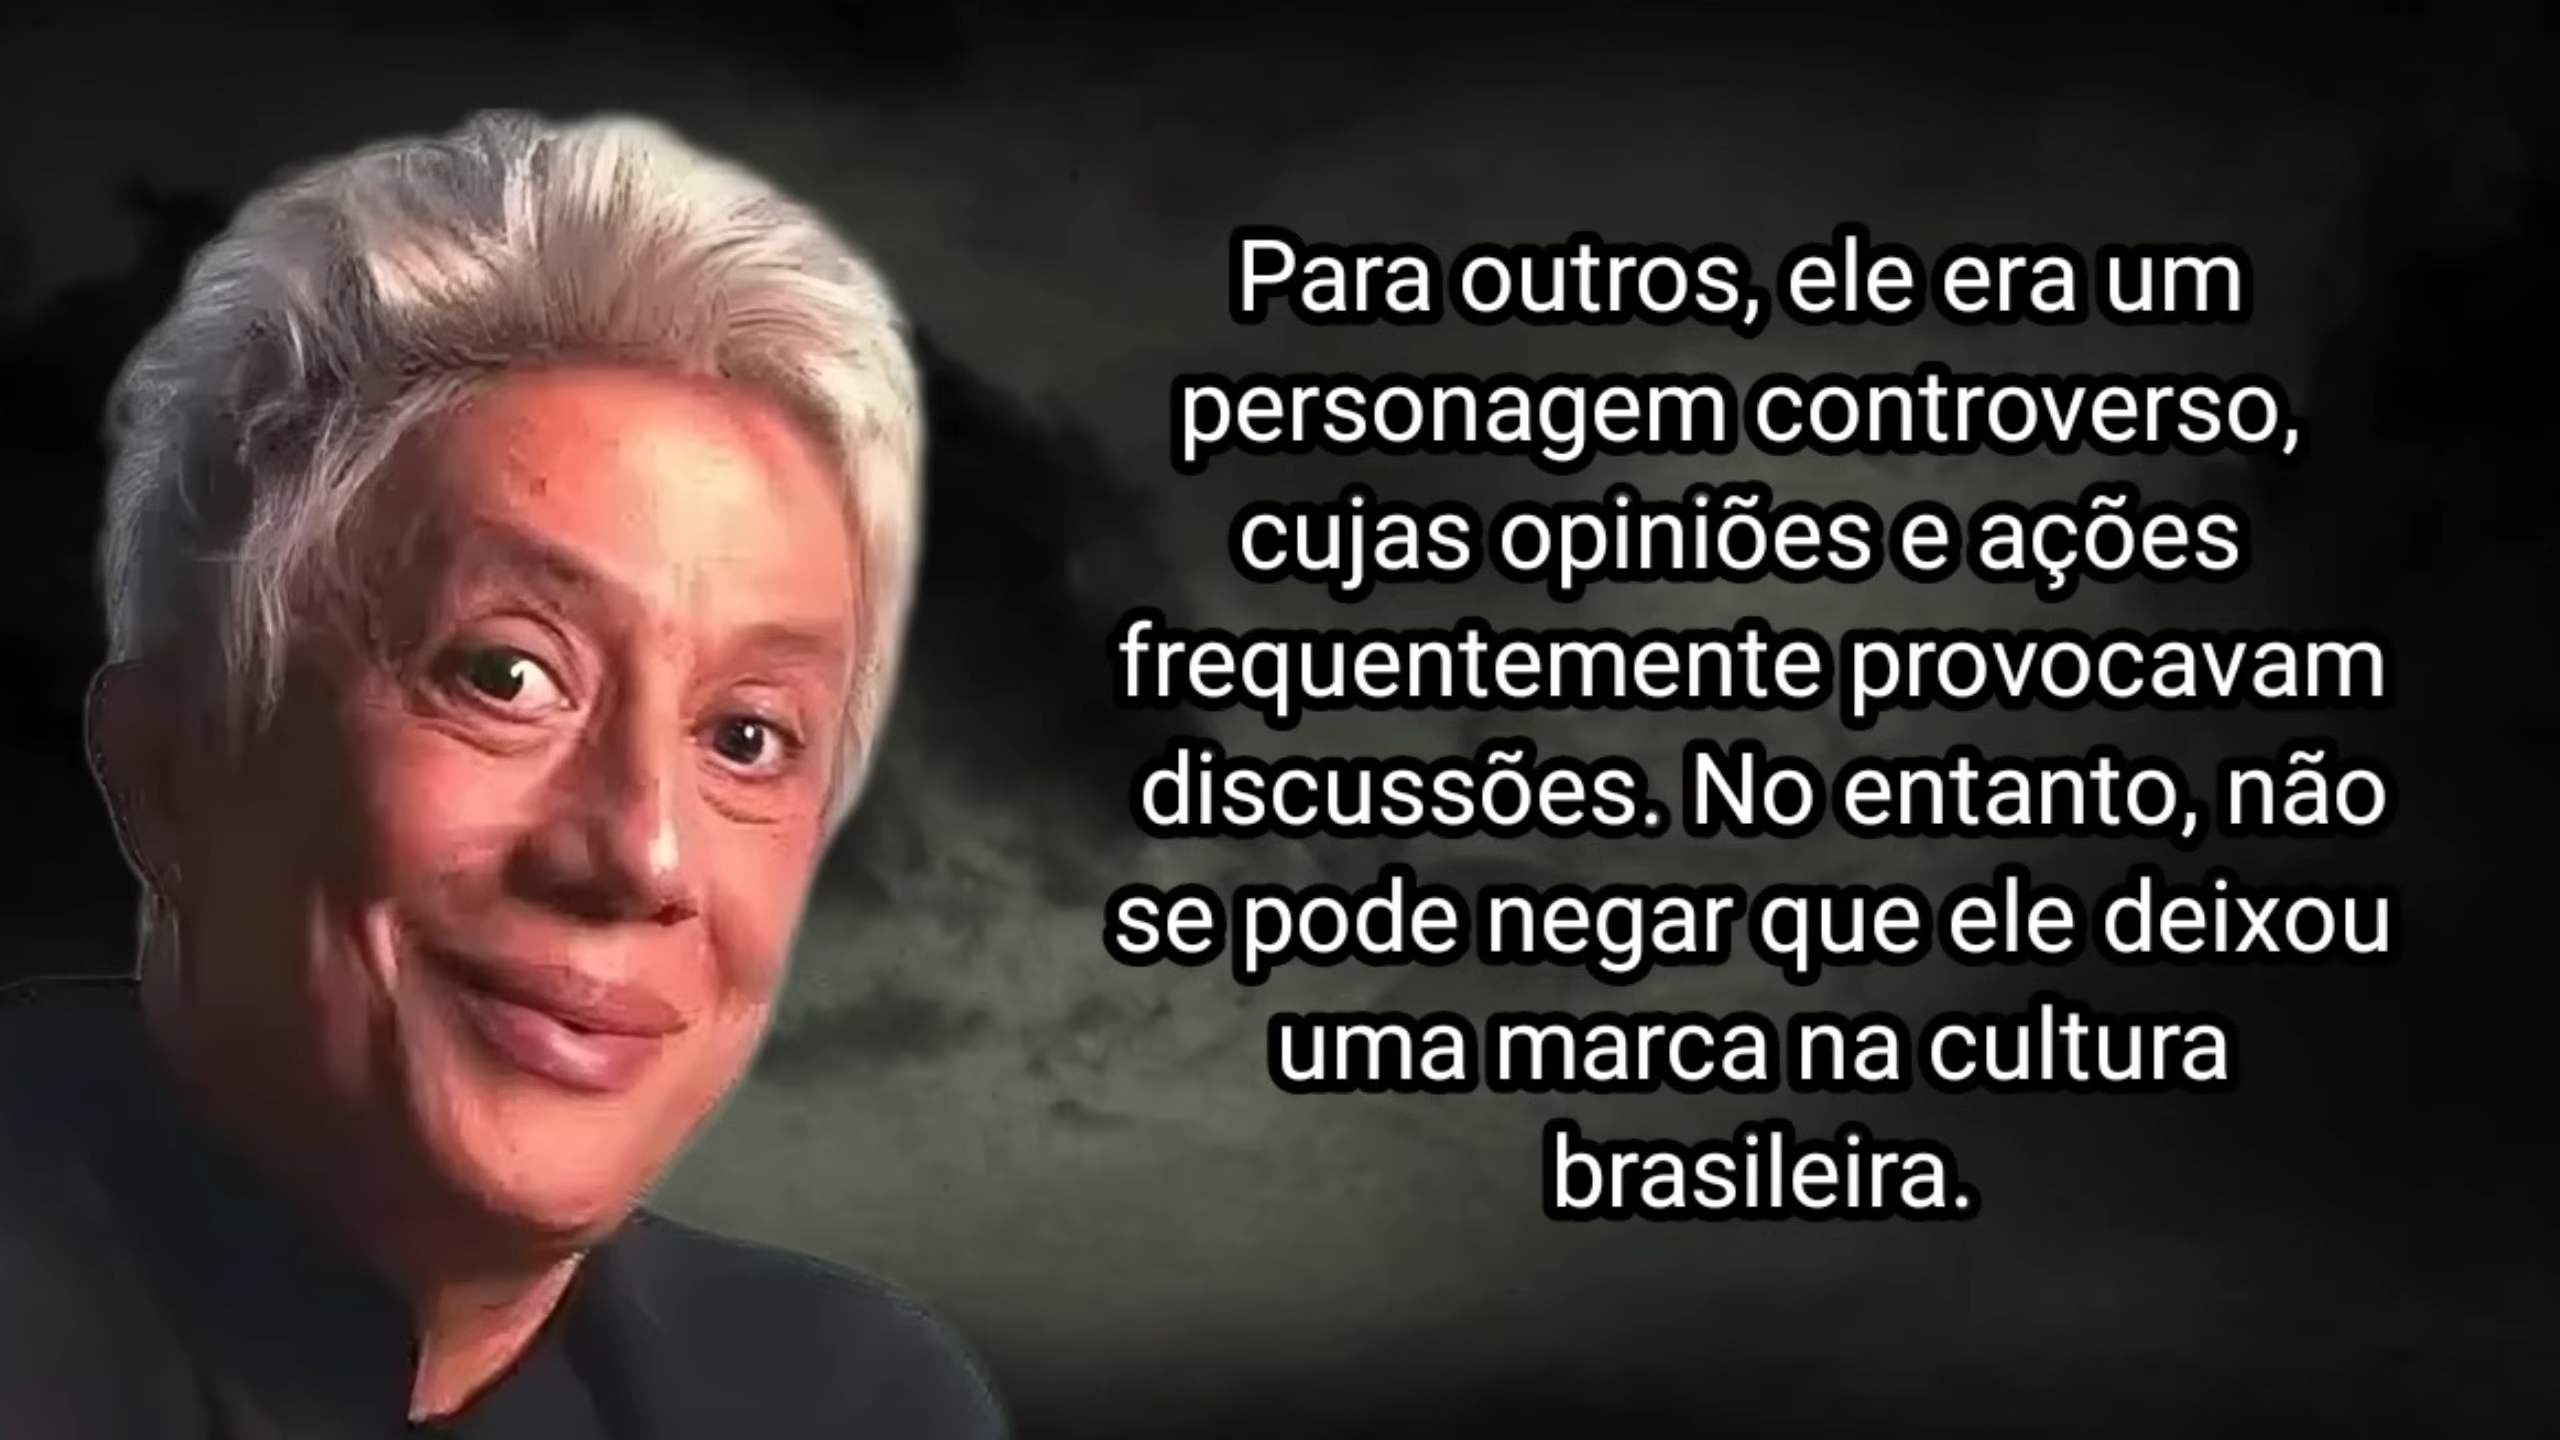 Para outros, ele era um
personagem controverso,
cujas opiniões e ações
frequentemente provocavam
discussões. No entanto, não
se pode negar que ele deixou
uma marca na cultura
brasileira.